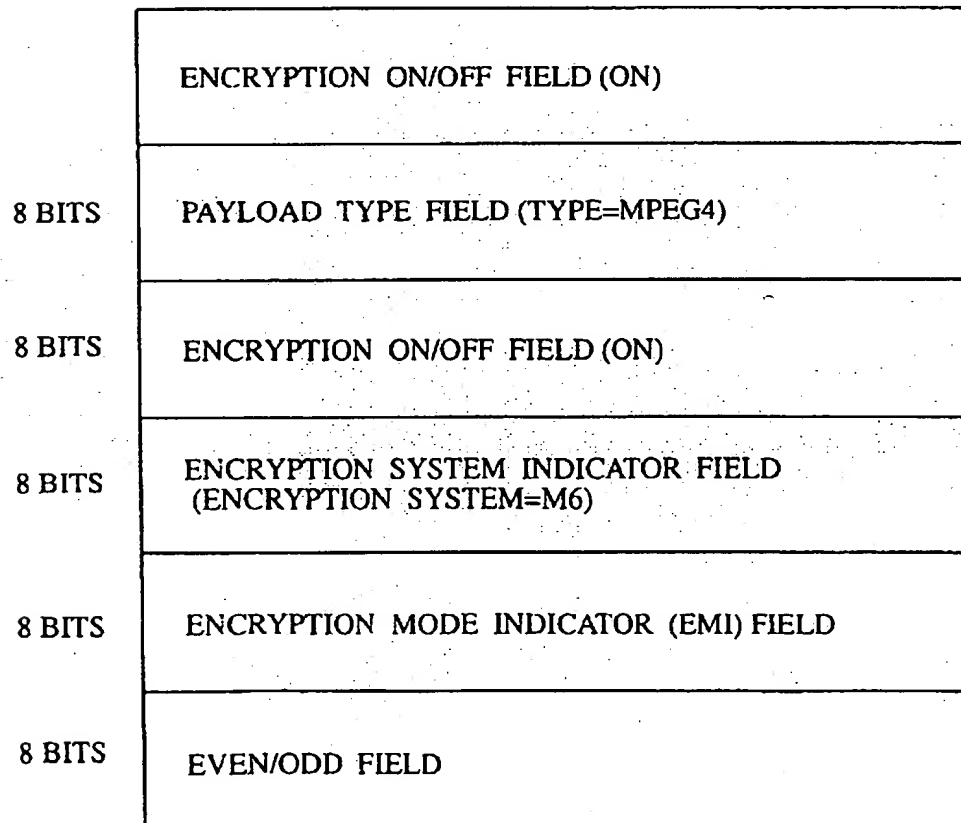 ENCRYPTION ON/OFF FIELD (ON)
8 BITS PAYLOAD TYPE FIELD (TYPE=MPEG4)
8 BITS ENCRYPTION ON/OFF FIELD (ON)
8 BITS ENCRYPTION SYSTEM INDICATOR FIELD
(ENCRYPTION SYSTEM=M6)
8 BITS ENCRYPTION MODE INDICATOR (EMI) FIELD
8 BITS EVEN/ODD FIELD